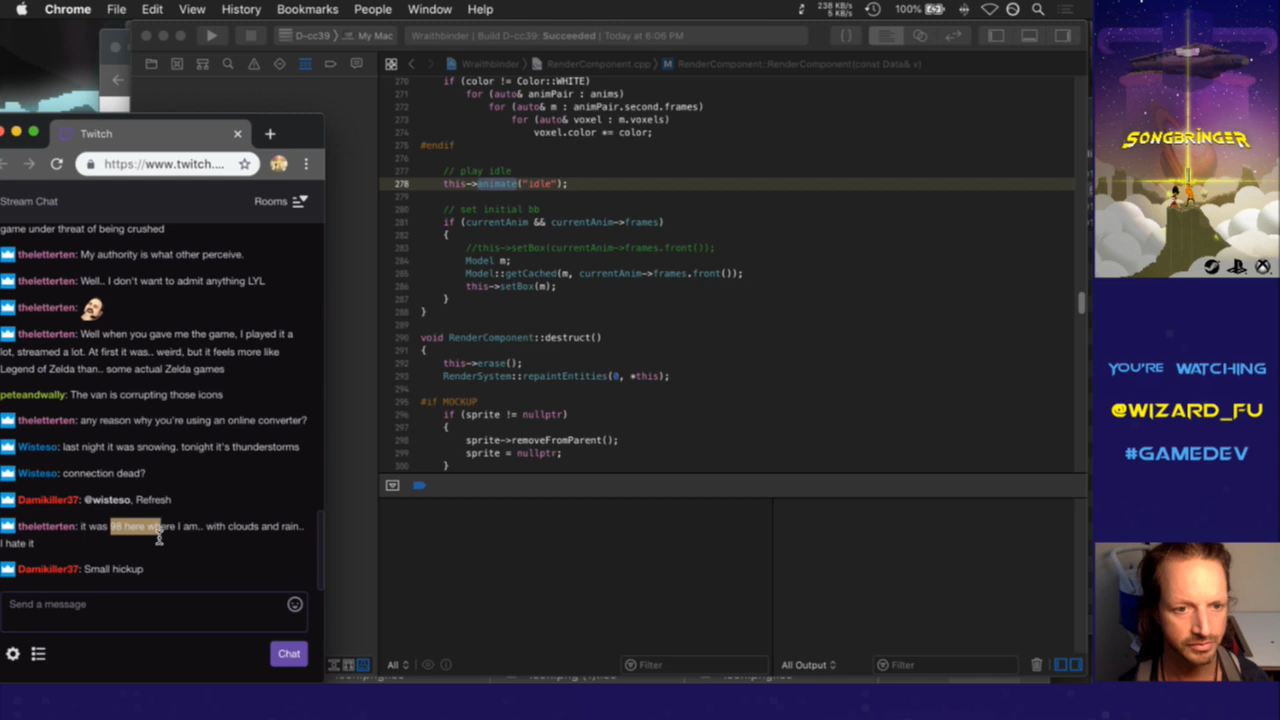 Chrome File Edit View History Bookmarks People Window Help
238 KB/s
5 KB/s
100%
D-cc39 My Mac
Wraithbinder | Build D-cc39: Succeeded | Today at 6:06 PM
Wraithbinder RenderComponent.cpp RenderComponent::RenderComponent(const Data& v)
270 if (color != Color::WHITE)
271 for (auto& animPair : anims)
272 for (auto& m : animPair.second.frames)
273 for (auto& voxel : m.voxels)
274 voxel.color *= color;
275 #endif
276
277 // play idle
278 this->animate("idle");
279
280 // set initial bb
281 if (currentAnim && currentAnim->frames)
282 {
283 //this->setBox(currentAnim->frames.front());
284 Model m;
285 Model::getCached(m, currentAnim->frames.front());
286 this->setBox(m);
287 }
288 }
289
290 void RenderComponent::destruct()
291 {
292 this->erase();
293 RenderSystem::repaintEntities(0, *this);
294
295 #if MOCKUP
296 if (sprite != nullptr)
297 {
298 sprite->removeFromParent();
299 sprite = nullptr;
300 }
All
Filter
All Output
Filter
Twitch
https://www.twitch....
Stream Chat
Rooms
game under threat of being crushed
theletterten: My authority is what other perceive.
theletterten: Well.. I don't want to admit anything LYL
theletterten:
theletterten: Well when you gave me the game, I played it a
lot, streamed a lot. At first it was.. weird, but it feels more like
Legend of Zelda than.. some actual Zelda games
peteandwally: The van is corrupting those icons
theletterten: any reason why you're using an online converter?
Wisteso: last night it was snowing. tonight it's thunderstorms
Wisteso: connection dead?
Damikiller37: @wisteso, Refresh
theletterten: it was 98 here where I am.. with clouds and rain..
I hate it
Damikiller37: Small hickup
Send a message
Chat
SONGBRINGER
YOU'RE WATCHING
@WIZARD_FU
#GAMEDEV